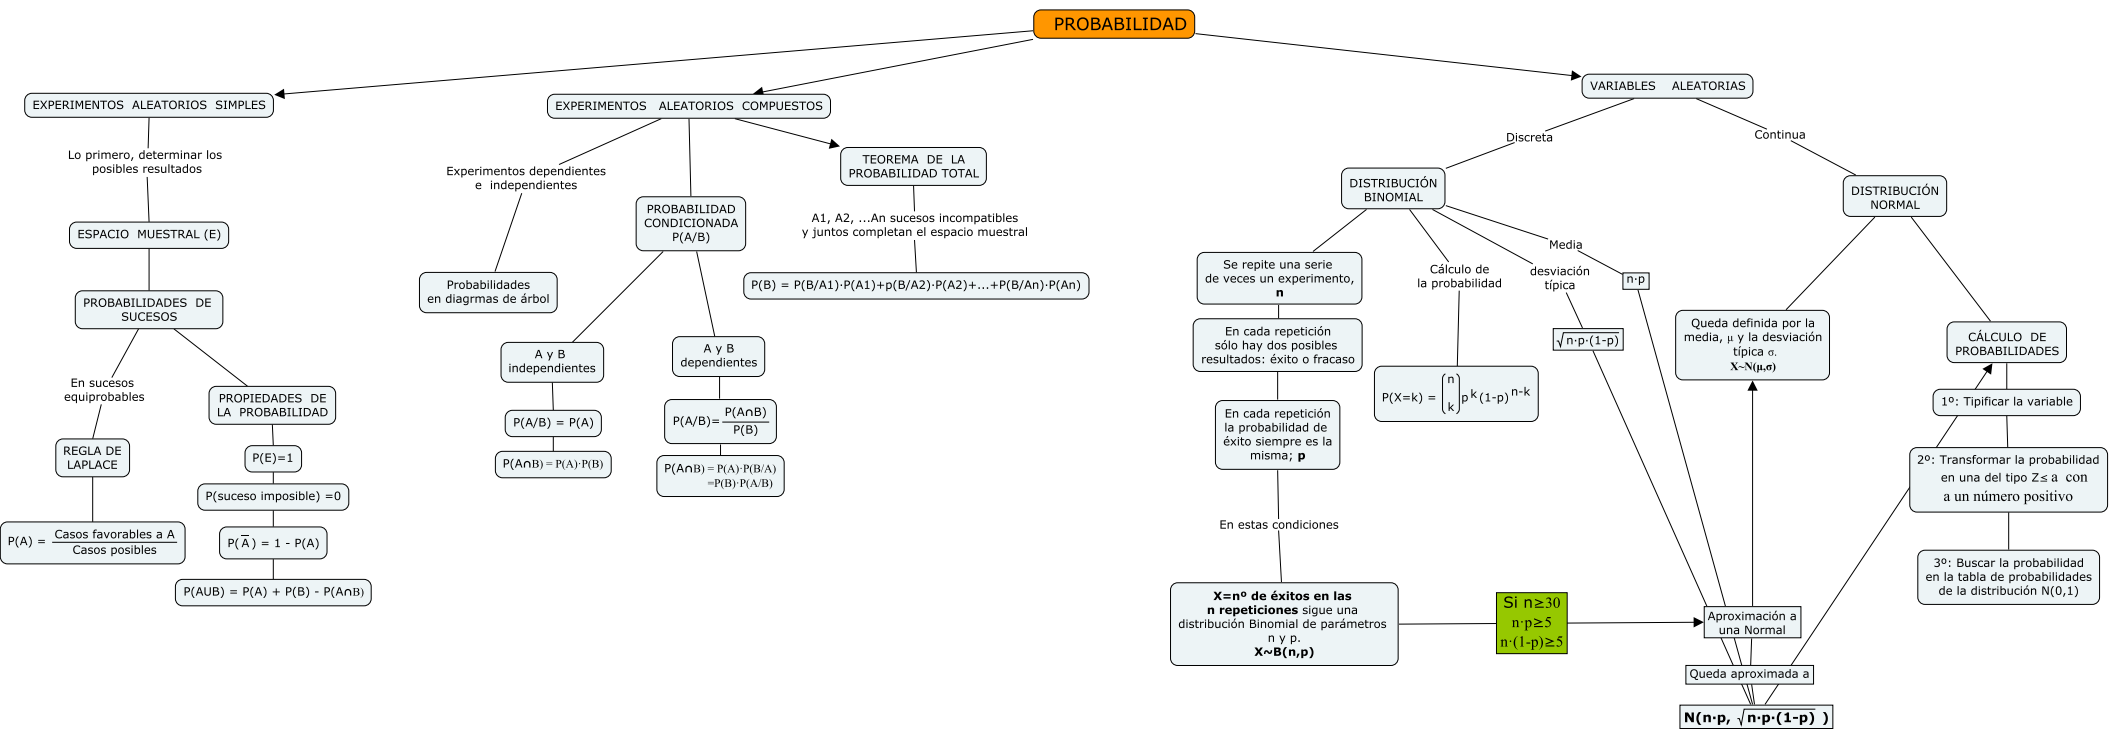 PROBABILIDAD
EXPERIMENTOS ALEATORIOS SIMPLES
Lo primero, determinar los
posibles resultados
ESPACIO MUESTRAL (E)
PROBABILIDADES DE
SUCESOS
En sucesos
equiprobables
REGLA DE
LAPLACE
P(A) = Casos favorables a A
Casos posibles
PROPIEDADES DE
LA PROBABILIDAD
P(E)=1
P(suceso imposible) =0
P( A̅ ) = 1 - P(A)
P(AUB) = P(A) + P(B) - P(A∩B)
EXPERIMENTOS ALEATORIOS COMPUESTOS
Experimentos dependientes
e independientes
Probabilidades
en diagrmas de árbol
PROBABILIDAD
CONDICIONADA
P(A/B)
A y B
independientes
P(A/B) = P(A)
P(A∩B) = P(A)·P(B)
A y B
dependientes
P(A/B)= P(A∩B)
P(B)
P(A∩B) = P(A)·P(B/A)
=P(B)·P(A/B)
TEOREMA DE LA
PROBABILIDAD TOTAL
A1, A2, ...An sucesos incompatibles
y juntos completan el espacio muestral
P(B) = P(B/A1)·P(A1)+p(B/A2)·P(A2)+...+P(B/An)·P(An)
VARIABLES ALEATORIAS
Discreta
DISTRIBUCIÓN
BINOMIAL
Se repite una serie
de veces un experimento,
n
En cada repetición
sólo hay dos posibles
resultados: éxito o fracaso
En cada repetición
la probabilidad de
éxito siempre es la
misma; p
En estas condiciones
X=nº de éxitos en las
n repeticiones sigue una
distribución Binomial de parámetros
n y p.
X~B(n,p)
Cálculo de
la probabilidad
P(X=k) = (n k) p^k (1-p)^n-k
desviación
típica
√n·p·(1-p)
Media
n·p
Si n≥30
n·p≥5
n·(1-p)≥5
Aproximación a
una Normal
Queda aproximada a
N(n·p, √n·p·(1-p) )
Continua
DISTRIBUCIÓN
NORMAL
Queda definida por la
media, μ y la desviación
típica σ.
X~N(μ,σ)
CÁLCULO DE
PROBABILIDADES
1º: Tipificar la variable
2º: Transformar la probabilidad
en una del tipo Z≤ a con
a un número positivo
3º: Buscar la probabilidad
en la tabla de probabilidades
de la distribución N(0,1)